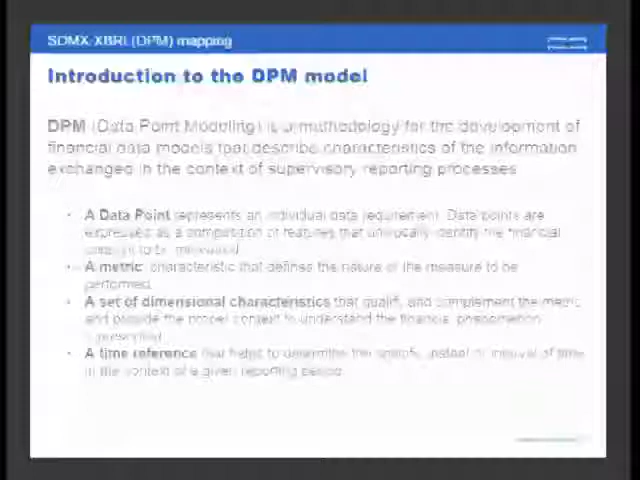 SDMX-XBRL (DPM) mapping
Introduction to the DPM model
DPM (Data Point Modeling) is a methodology for the development of
financial data models that describe characteristics of the information
exchanged in the context of supervisory reporting processes
• A Data Point represents an individual data requirement. Data points are
expressed as a composition of features that univocally identify the financial
to be measured
• A metric characteristic that defines the nature of the measure to be
performed
• A set of dimensional characteristics that qualify and complement the metric
and provide the proper context to understand the financial phenomenon
• A time reference that helps to determine the specific instant or interval of time
in the context of a given reporting period